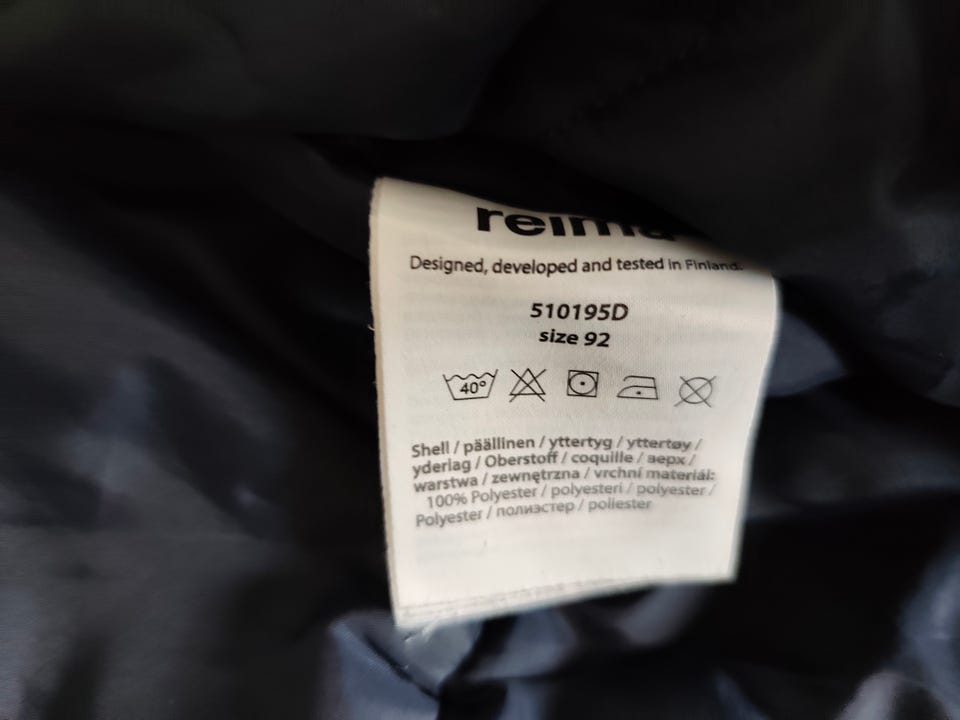 reima
Designed, developed and tested in Finland.
510195D
size 92
40°
Shell / päällinen / yttertyg / yttertøy /
yderlag / Oberstoff / coquille / верх /
warstwa / zewnętrzna / vrchní materiál:
100% Polyester / polyesteri / polyester /
Polyester / полиэстер / poliester